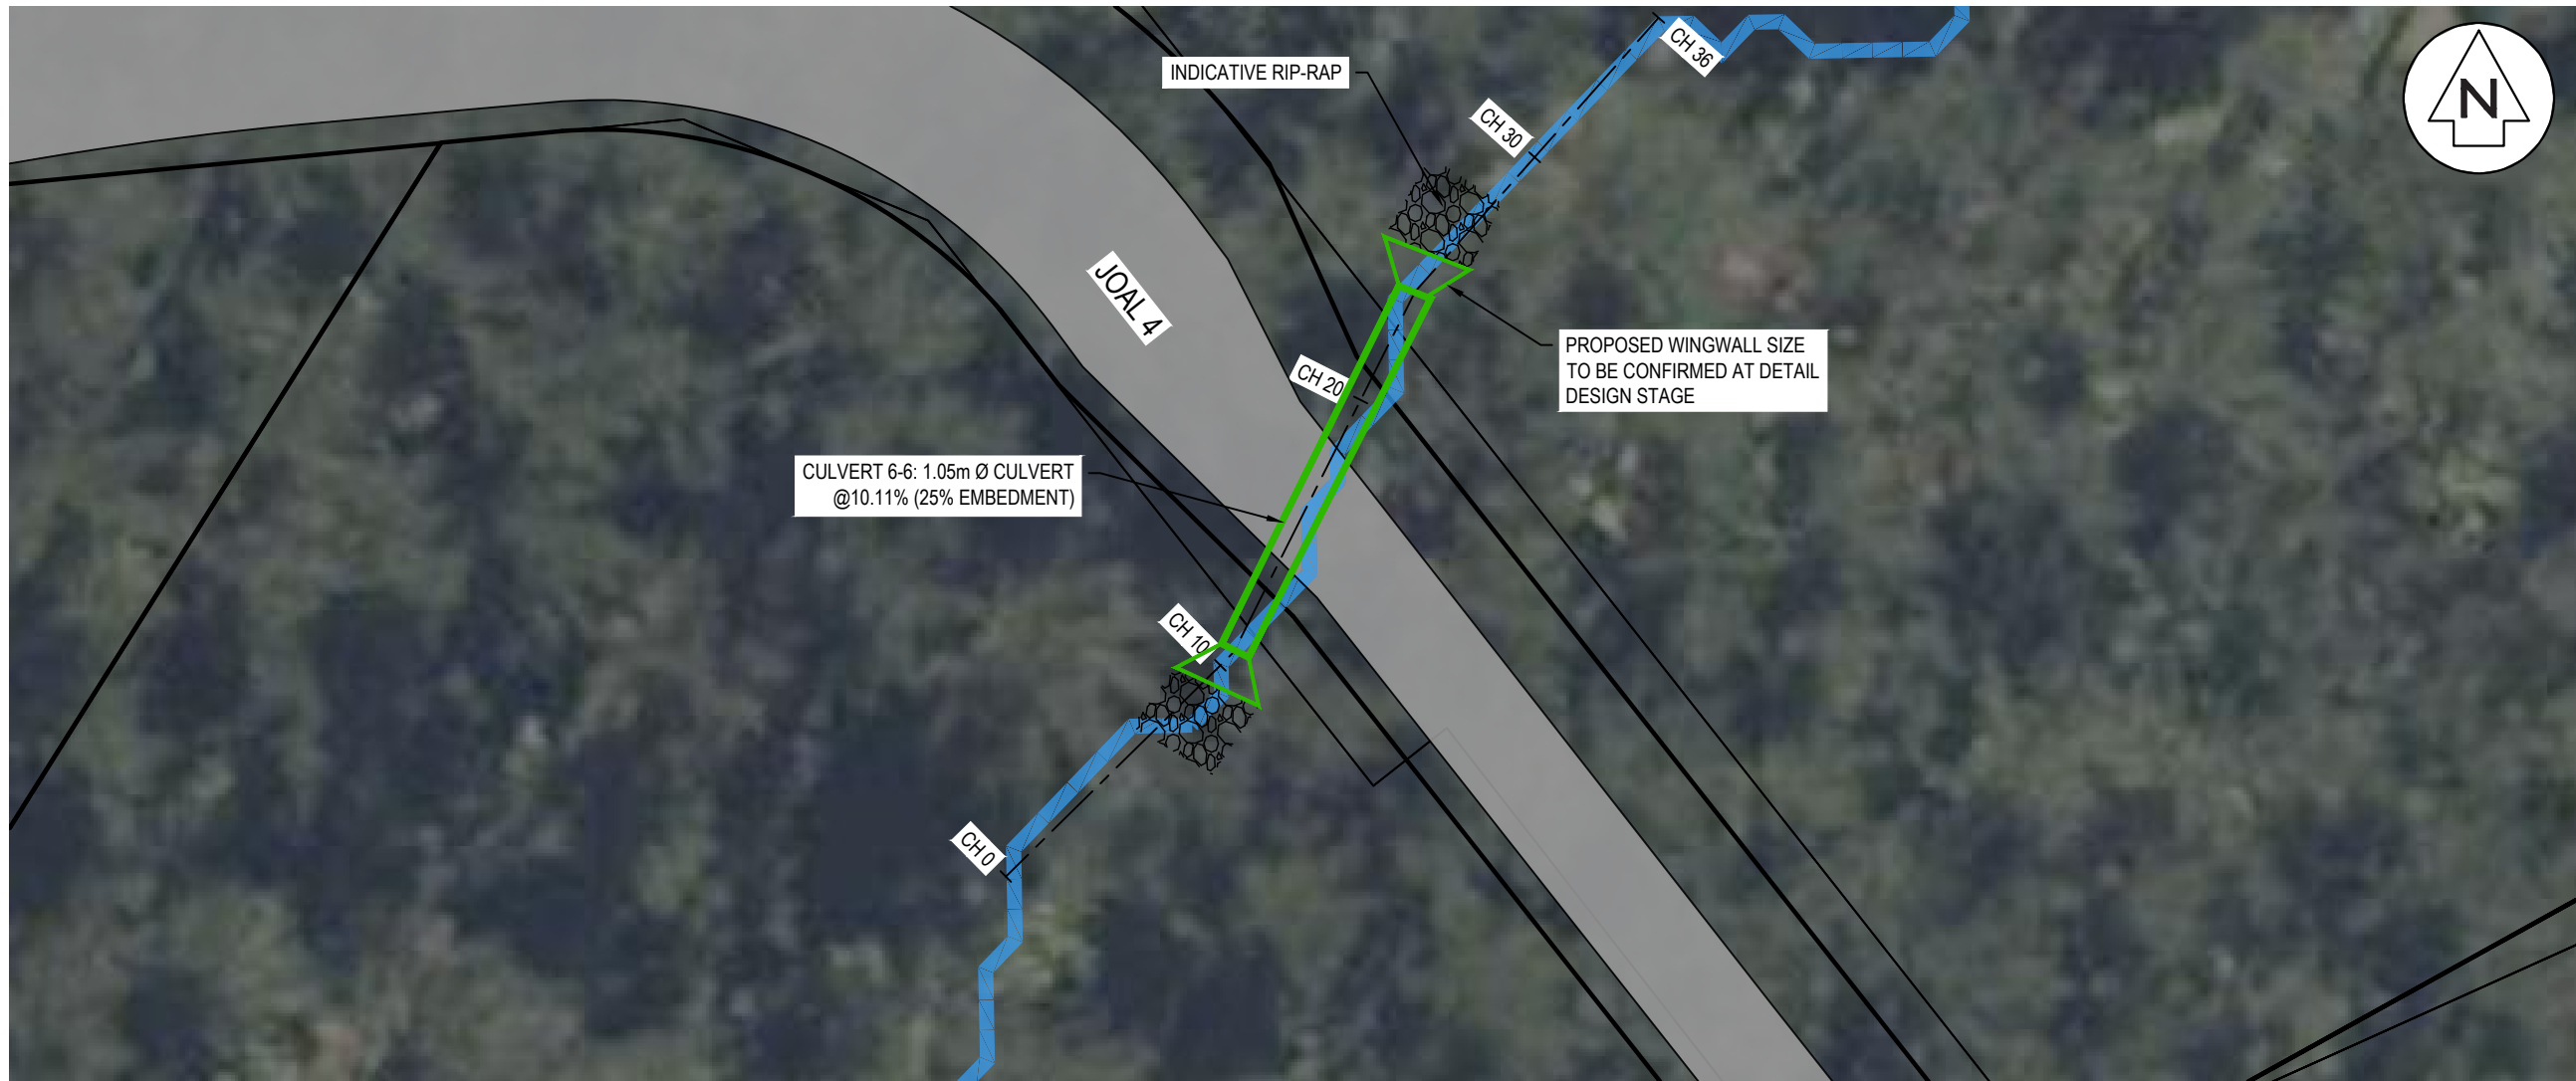 CH 36
INDICATIVE RIP-RAP
N
CH 30
JOAL 4
PROPOSED WINGWALL SIZE
TO BE CONFIRMED AT DETAIL
DESIGN STAGE
CH 20
CULVERT 6-6: 1.05m Ø CULVERT
@10.11% (25% EMBEDMENT)
CH 10
CH 0